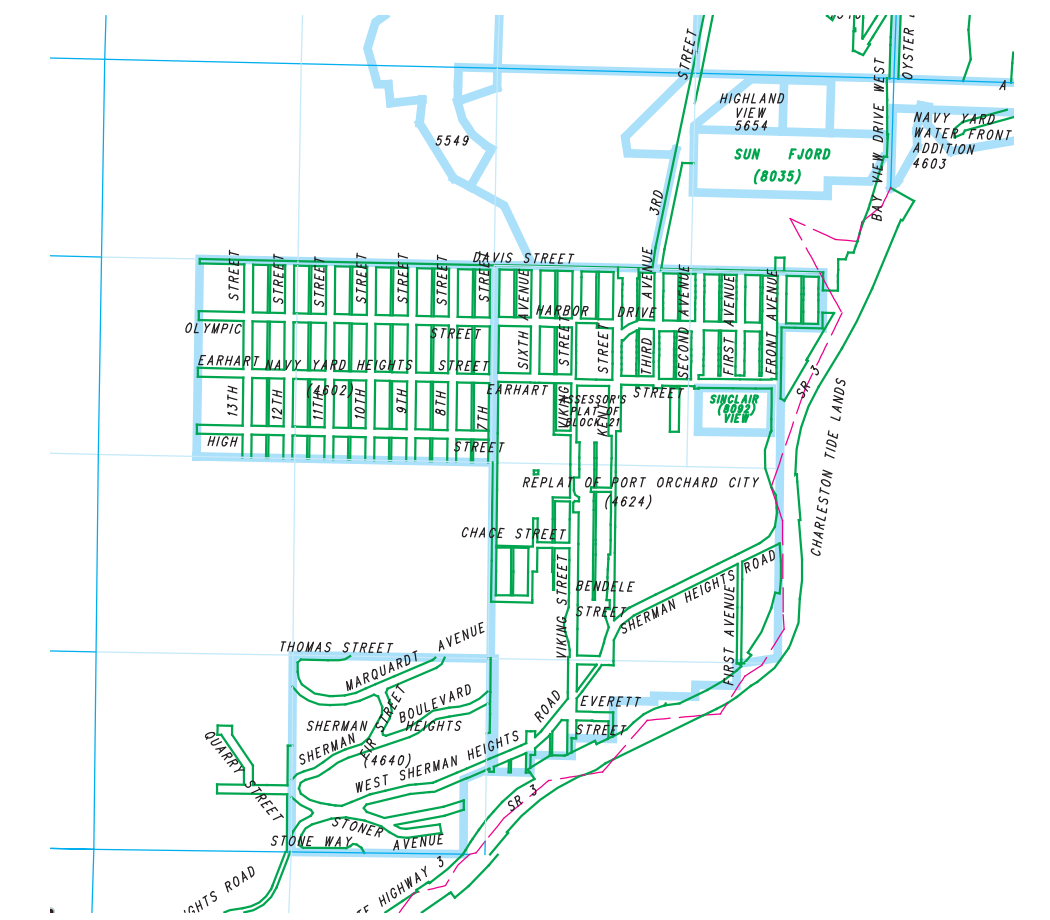 STREET
BAY VIEW DRIVE WEST
OYSTER
A
HIGHLAND
VIEW
5654
NAVY YARD
WATER FRONT
ADDITION
4603
5549
SUN FJORD
(8035)
3RD
DAVIS STREET
STREET
STREET
STREET
STREET
STREET
STREET
STREET
SIXTH AVENUE
THIRD AVENUE
SECOND AVENUE
FIRST AVENUE
FRONT AVENUE
HARBOR DRIVE
OLYMPIC STREET
VIKING STREET
KENT STREET
EARHART STREET
NAVY YARD HEIGHTS
(4602)
13TH
12TH
11TH
10TH
9TH
8TH
7TH
EARHART STREET
ASSESSOR'S
PLAT OF
BLOCK 21
SINCLAIR
(8092)
VIEW
SR 3
CHARLESTON TIDE LANDS
HIGH STREET
REPLAT OF PORT ORCHARD CITY
(4624)
CHACE STREET
VIKING STREET
BENDELE
STREET
SHERMAN HEIGHTS ROAD
FIRST AVENUE
THOMAS STREET
MARQUARDT AVENUE
FIR STREET
SHERMAN BOULEVARD
SHERMAN HEIGHTS
(4640)
EVERETT
STREET
WEST SHERMAN HEIGHTS ROAD
QUARRY STREET
SR 3
STONER AVENUE
STONE WAY
IGHTS ROAD
TE HIGHWAY 3